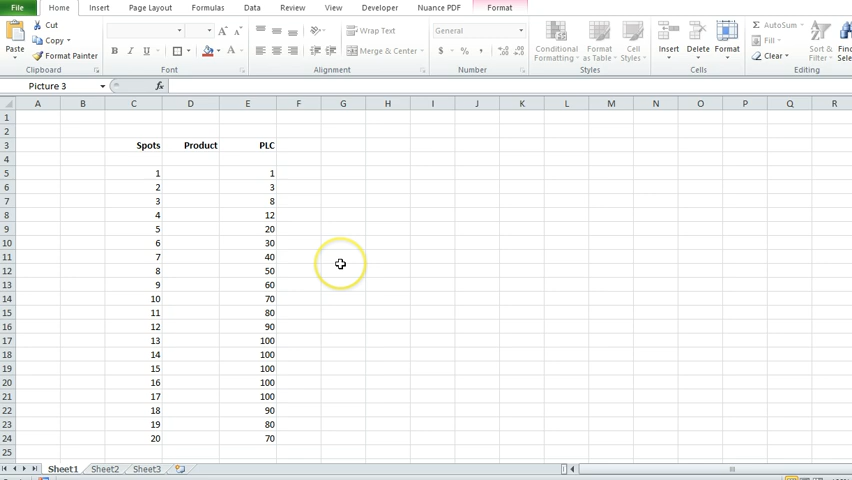 File Home Insert Page Layout Formulas Data Review View Developer Nuance PDF Format
Cut
Copy
Format Painter
Paste
Clipboard
B I U
A
Font
Wrap Text
Merge & Center
Alignment
General
$ % ,
Number
Conditional Formatting
Format as Table
Cell Styles
Styles
Insert Delete Format
Cells
AutoSum
Fill
Clear
Sort & Filter
Editing
Picture 3 fx
A B C D E F G H I J K L M N O P Q R
1
2
3 Spots Product PLC
4
5 1 1
6 2 3
7 3 8
8 4 12
9 5 20
10 6 30
11 7 40
12 8 50
13 9 60
14 10 70
15 11 80
16 12 90
17 13 100
18 14 100
19 15 100
20 16 100
21 17 100
22 18 90
23 19 80
24 20 70
25
Sheet1 Sheet2 Sheet3